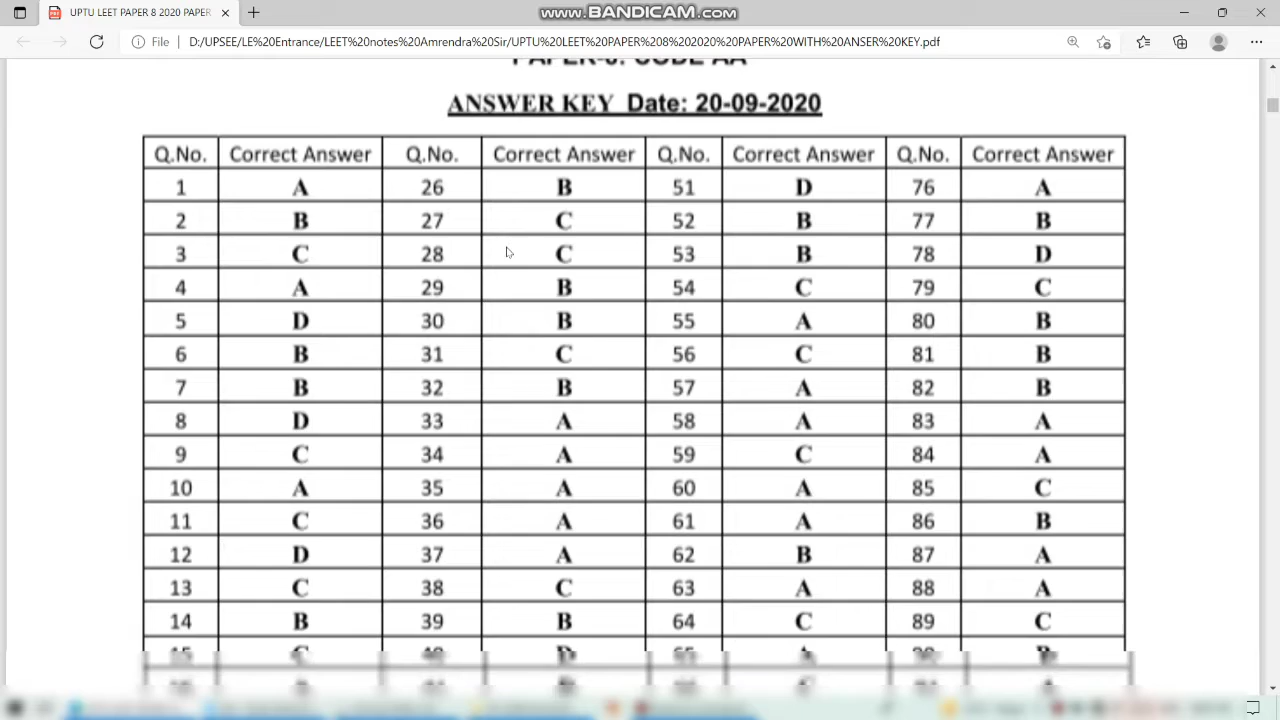 UPTU LEET PAPER 8 2020 PAPER
www.BANDICAM.com
File D:/UPSEE/LE%20Entrance/LEET%20notes%20Amrendra%20Sir/UPTU%20LEET%20PAPER%208%202020%20PAPER%20WITH%20ANSER%20KEY.pdf
ANSWER KEY Date: 20-09-2020
Q.No. Correct Answer Q.No. Correct Answer Q.No. Correct Answer Q.No. Correct Answer
1 A 26 B 51 D 76 A
2 B 27 C 52 B 77 B
3 C 28 C 53 B 78 D
4 A 29 B 54 C 79 C
5 D 30 B 55 A 80 B
6 B 31 C 56 C 81 B
7 B 32 B 57 A 82 B
8 D 33 A 58 A 83 A
9 C 34 A 59 C 84 A
10 A 35 A 60 A 85 C
11 C 36 A 61 A 86 B
12 D 37 A 62 B 87 A
13 C 38 C 63 A 88 A
14 B 39 B 64 C 89 C